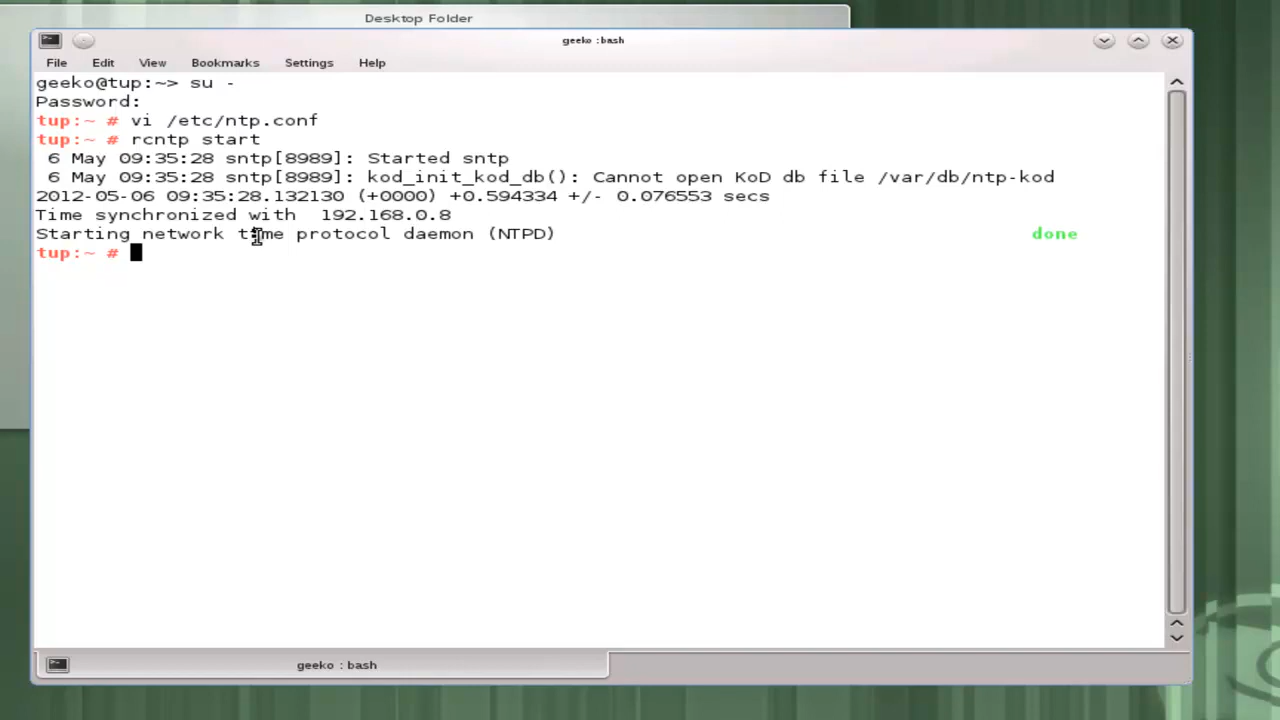 Desktop Folder
geeko : bash
File Edit View Bookmarks Settings Help
geeko@tup:~> su -
Password:
tup:~ # vi /etc/ntp.conf
tup:~ # rcntp start
 6 May 09:35:28 sntp[8989]: Started sntp
 6 May 09:35:28 sntp[8989]: kod_init_kod_db(): Cannot open KoD db file /var/db/ntp-kod
2012-05-06 09:35:28.132130 (+0000) +0.594334 +/- 0.076553 secs
Time synchronized with  192.168.0.8
Starting network time protocol daemon (NTPD) done
tup:~ #
geeko : bash